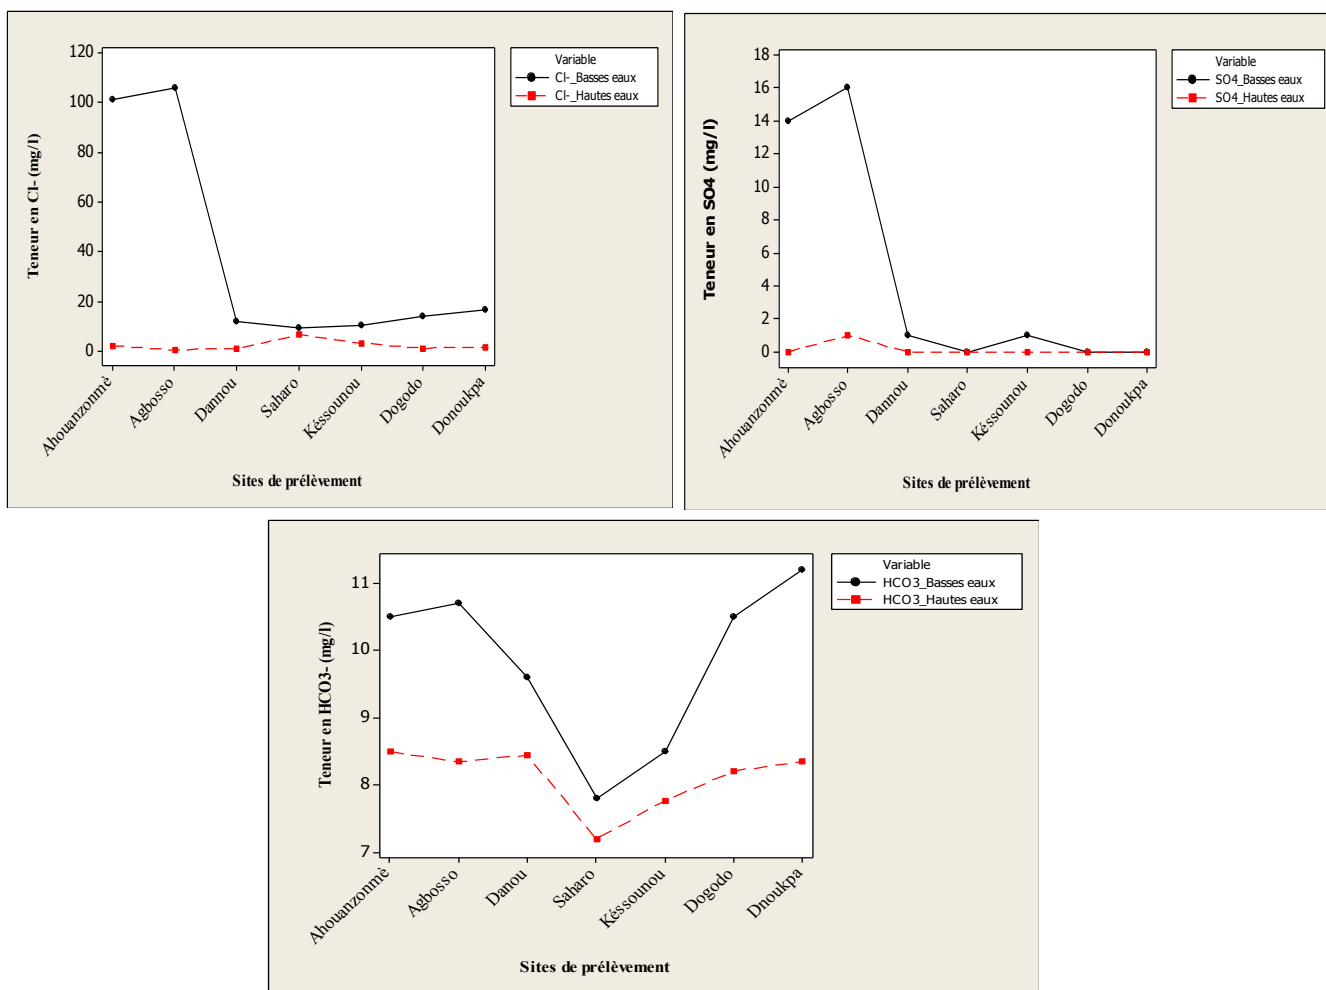 120
100
80
60
40
20
0
Teneur en Cl- (mg/l)
Variable
Cl-_Basses eaux
Cl-_Hautes eaux
Ahouanzonmè
Agbosso
Dannou
Saharo
Késsounou
Dogodo
Donoukpa
Sites de prélèvement
18
16
14
12
10
8
6
4
2
0
Teneur en SO4 (mg/l)
Variable
SO4_Basses eaux
SO4_Hautes eaux
Ahouanzonmè
Agbosso
Dannou
Saharo
Késsounou
Dogodo
Donoukpa
Sites de prélèvement
11
10
9
8
7
Teneur en HCO3- (mg/l)
Variable
HCO3_Basses eaux
HCO3_Hautes eaux
Ahouanzonmè
Agbosso
Danou
Saharo
Késsounou
Dogodo
Dnoukpa
Sites de prélèvement